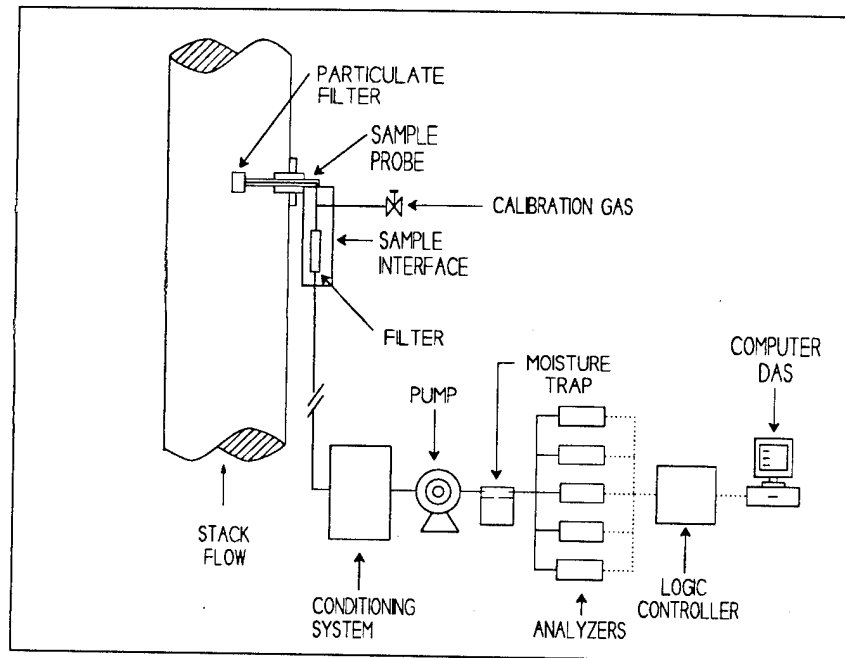 PARTICULATE
FILTER
SAMPLE
PROBE
CALIBRATION GAS
SAMPLE
INTERFACE
FILTER
MOISTURE
TRAP
COMPUTER
DAS
PUMP
STACK
FLOW
CONDITIONING
SYSTEM
ANALYZERS
LOGIC
CONTROLLER